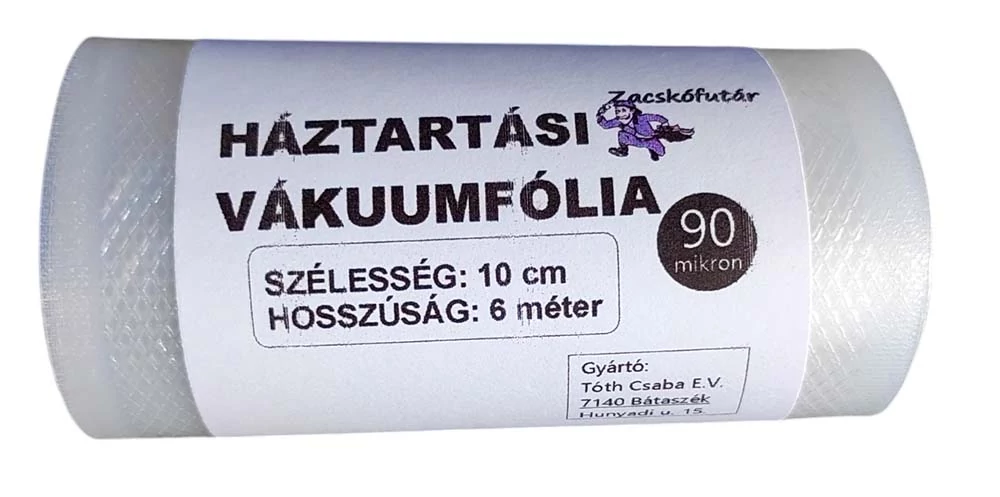 Zacskófutár
HÁZTARTÁSI
VÁKUUMFÓLIA
90
mikron
SZÉLESSÉG: 10 cm
HOSSZÚSÁG: 6 méter
Gyártó:
Tóth Csaba E.V.
7140 Bátaszék
Hunyadi u. 15.